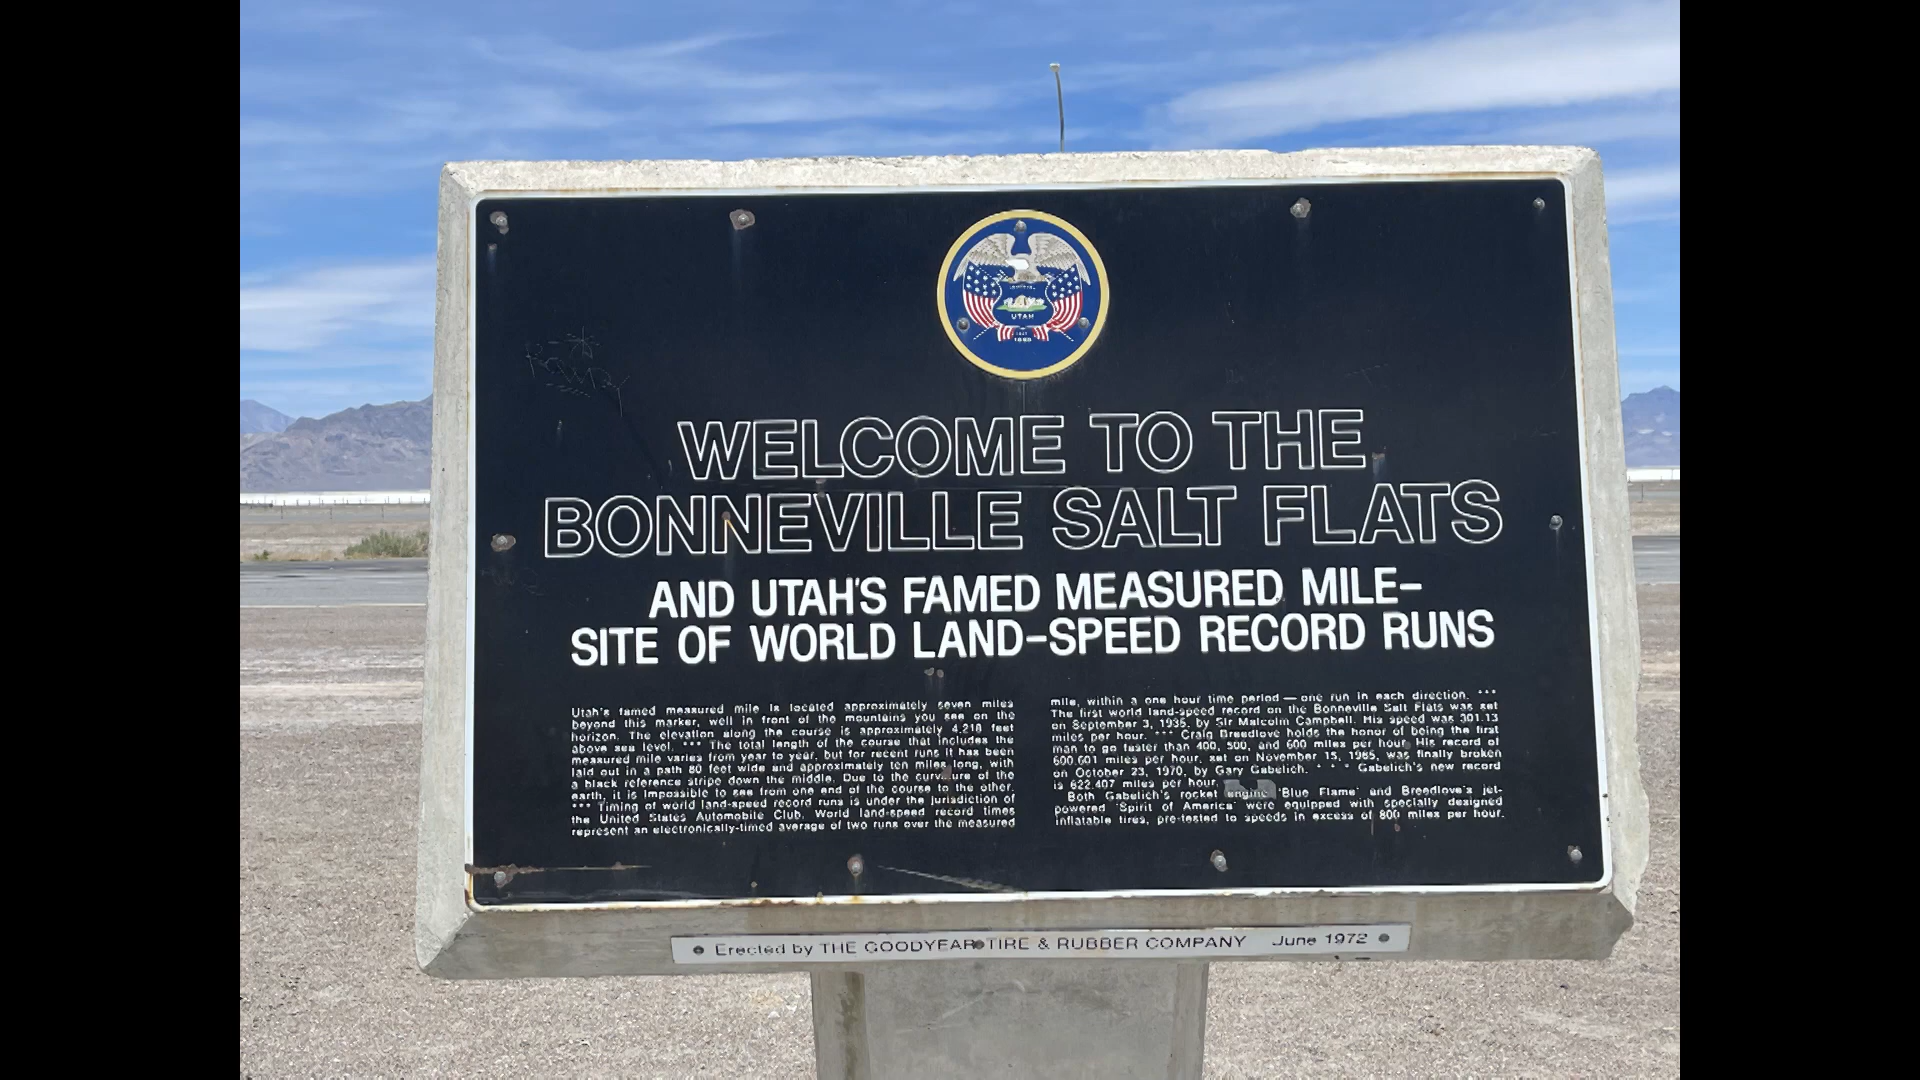 UTAH
1896
WELCOME TO THE
BONNEVILLE SALT FLATS
AND UTAH'S FAMED MEASURED MILE–
SITE OF WORLD LAND-SPEED RECORD RUNS
Utah's famed measured mile is located approximately seven miles
beyond this marker, well in front of the mountains you see on the
horizon. The elevation along the course is approximately 4,218 feet
above sea level. *** The total length of the course that includes the
measured mile varies from year to year, but for recent runs it has been
laid out in a path 80 feet wide and approximately ten miles long, with
a black reference stripe down the middle. Due to the curvature of the
earth, it is impossible to see from one end of the course to the other.
*** Timing of world land-speed record runs is under the jurisdiction of
the United States Automobile Club. World land-speed record times
represent an electronically-timed average of two runs over the measured
mile, within a one hour time period — one run in each direction. ***
The first world land-speed record on the Bonneville Salt Flats was set
on September 3, 1935, by Sir Malcolm Campbell. His speed was 301.13
miles per hour. *** Craig Breedlove holds the honor of being the first
man to go faster than 400, 500, and 600 miles per hour. His record of
600.601 miles per hour, set on November 15, 1965, was finally broken
on October 23, 1970, by Gary Gabelich. * * * Gabelich's new record
is 622.407 miles per hour.
Both Gabelich's rocket engine 'Blue Flame' and Breedlove's jet-
powered 'Spirit of America' were equipped with specially designed
inflatable tires, pre-tested to speeds in excess of 800 miles per hour.
Erected by THE GOODYEAR TIRE & RUBBER COMPANY June 1972